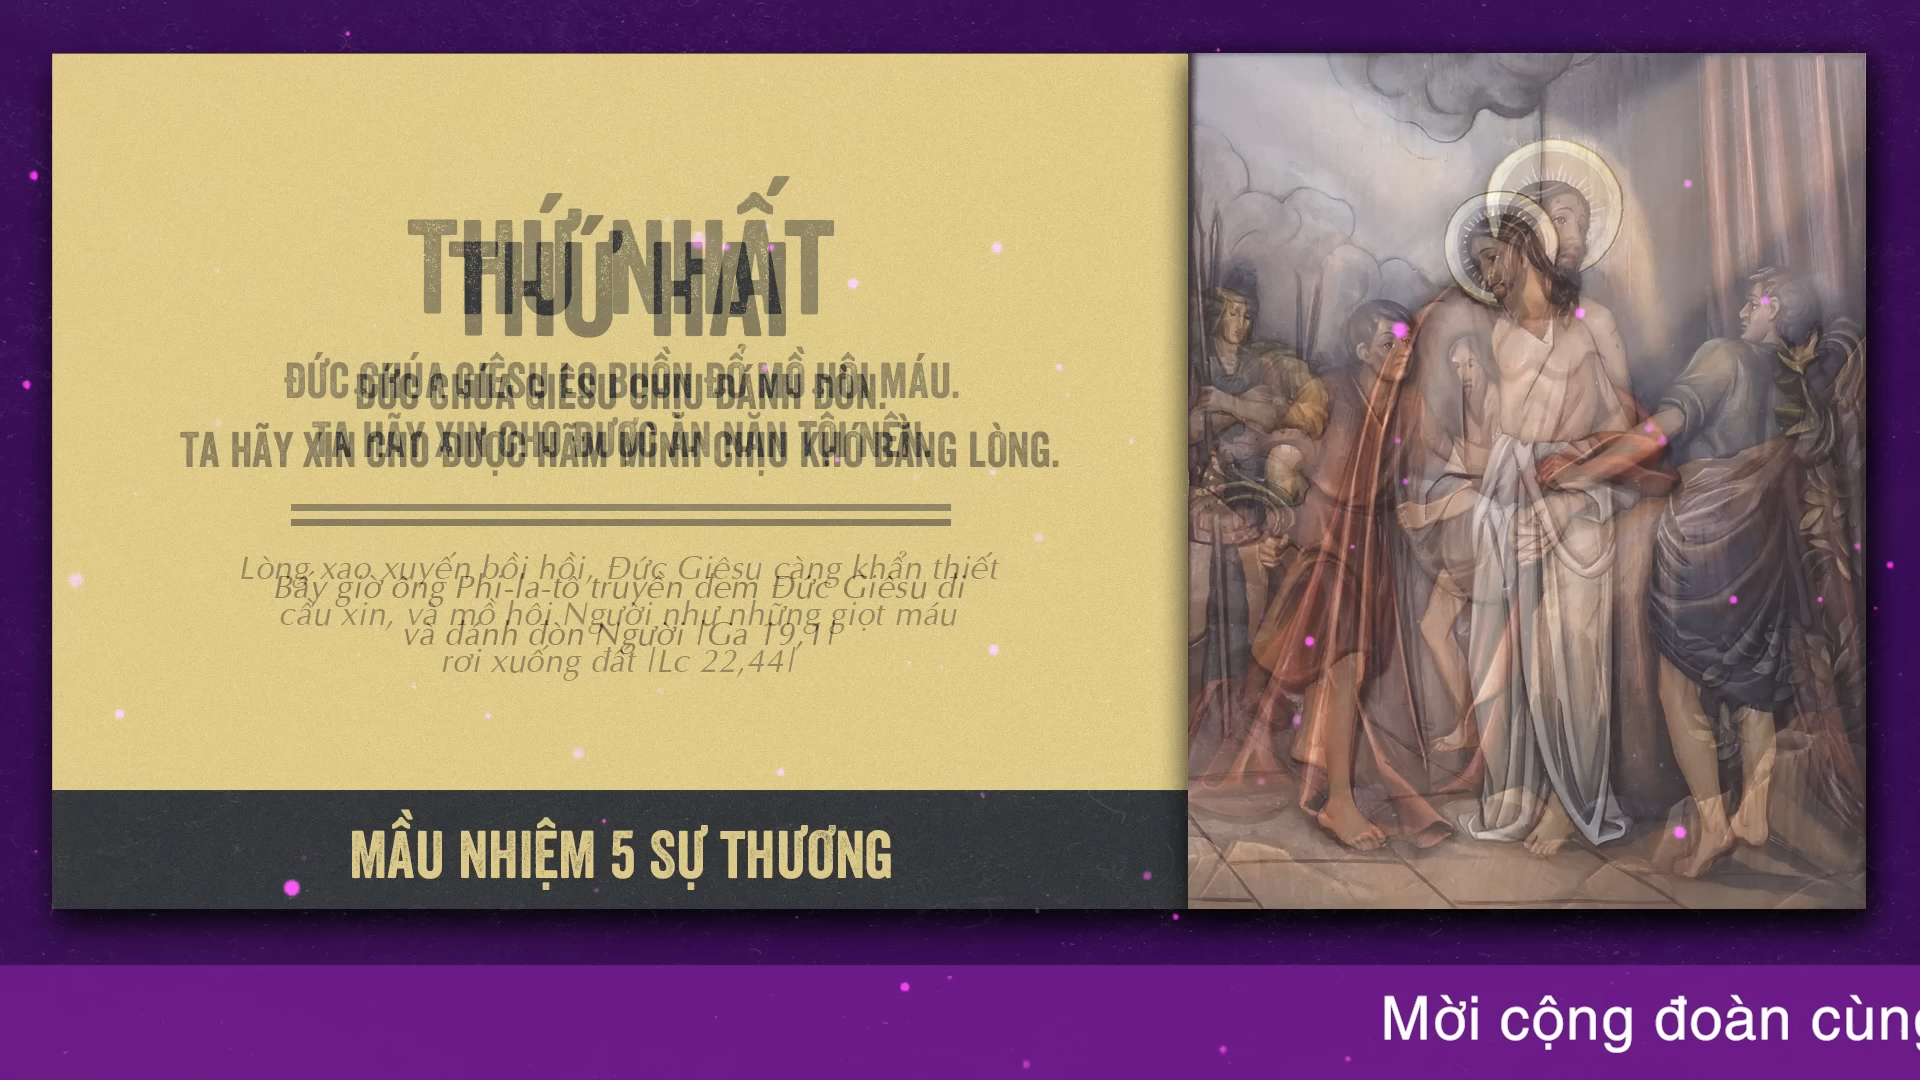 THỨ NHẤT
ĐỨC CHÚA GIÊSU LO BUỒN ĐỔ MỒ HÔI MÁU.
TA HÃY XIN CHO ĐƯỢC ĂN NĂN TỘI NÊN.
THỨ HAI
ĐỨC CHÚA GIÊSU CHỊU ĐÁNH ĐÒN.
TA HÃY XIN CHO ĐƯỢC HÃM MÌNH CHỊU KHÓ BẰNG LÒNG.
Lòng xao xuyến bồi hồi, Đức Giêsu càng khẩn thiết
cầu xin, và mồ hôi Người như những giọt máu
rơi xuống đất |Lc 22,44|
Bấy giờ ông Phi-la-tô truyền đem Đức Giêsu đi
và đánh đòn Người |Ga 19,1|
MẦU NHIỆM 5 SỰ THƯƠNG
Mời cộng đoàn cùng